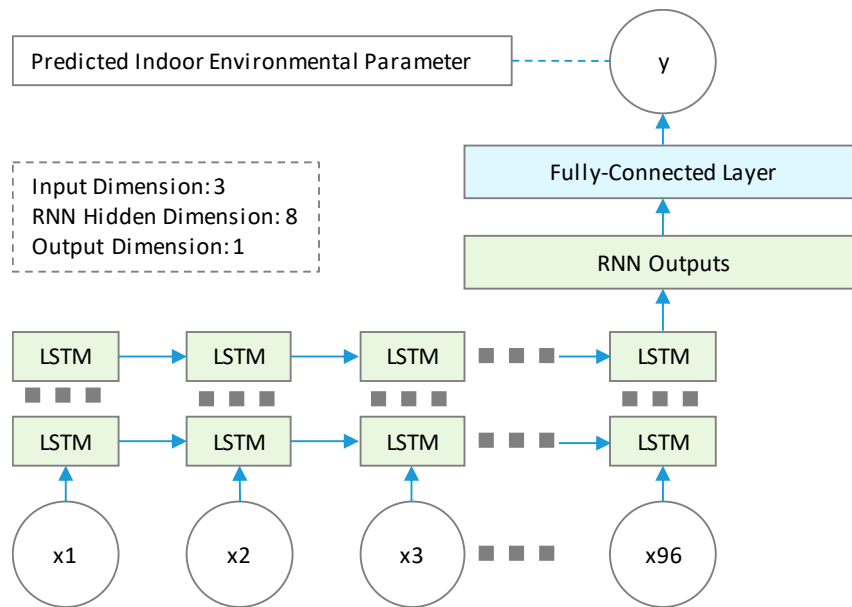 Predicted Indoor Environmental Parameter
y
Fully-Connected Layer
Input Dimension: 3
RNN Hidden Dimension: 8
Output Dimension: 1
RNN Outputs
LSTM LSTM LSTM LSTM
LSTM LSTM LSTM LSTM
x1 x2 x3 x96